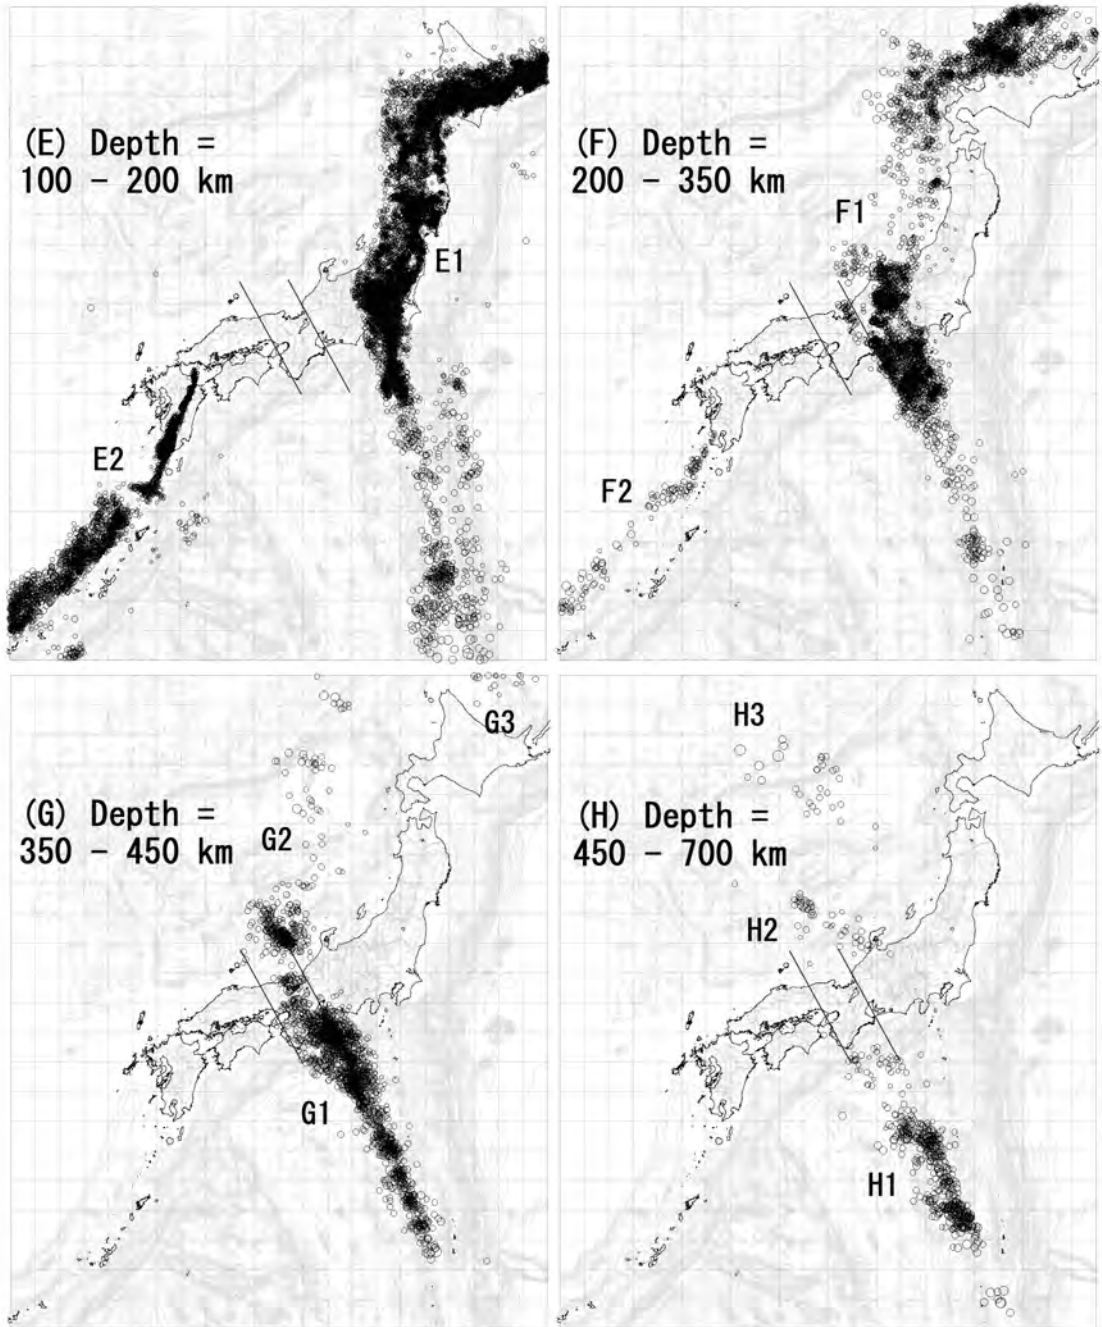 (E) Depth =
100 - 200 km
E1
E2
(F) Depth =
200 - 350 km
F1
F2
G3
(G) Depth =
350 - 450 km
G2
G1
H3
(H) Depth =
450 - 700 km
H2
H1